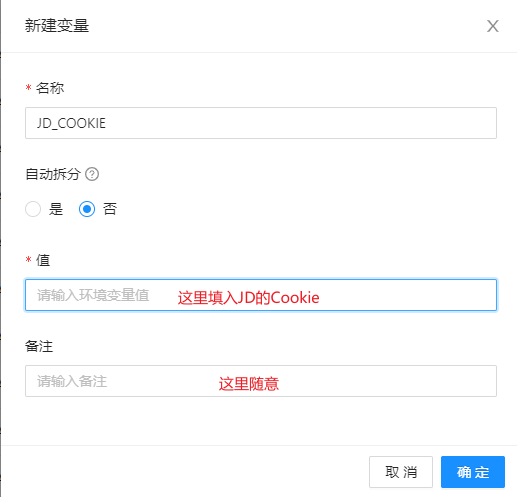 新建变量
* 名称
JD_COOKIE
自动拆分
是 否
* 值
请输入环境变量值 这里填入JD的Cookie
备注
请输入备注 这里随意
取 消 确 定